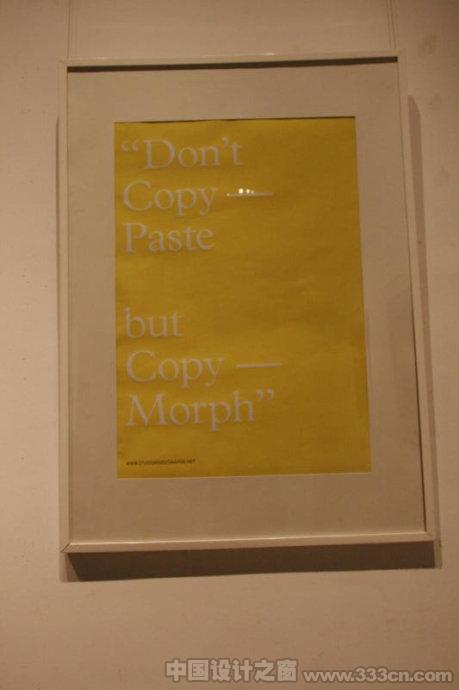 “Don’t
Copy —
Paste
but
Copy —
Morph”
中国设计之窗
www.333cn.com